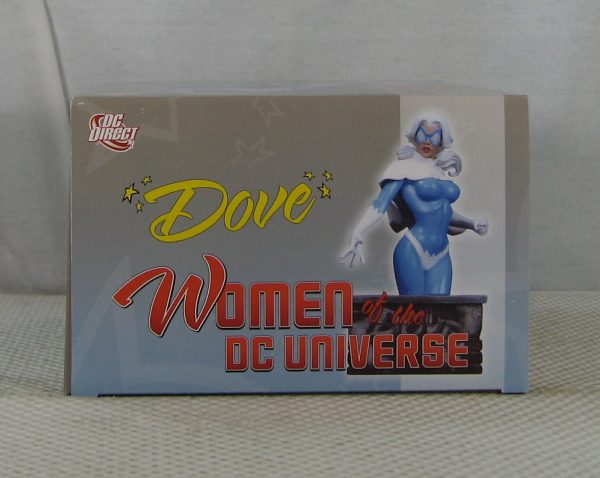 DC
DIRECT
Dove
WOMEN of the
DC UNIVERSE